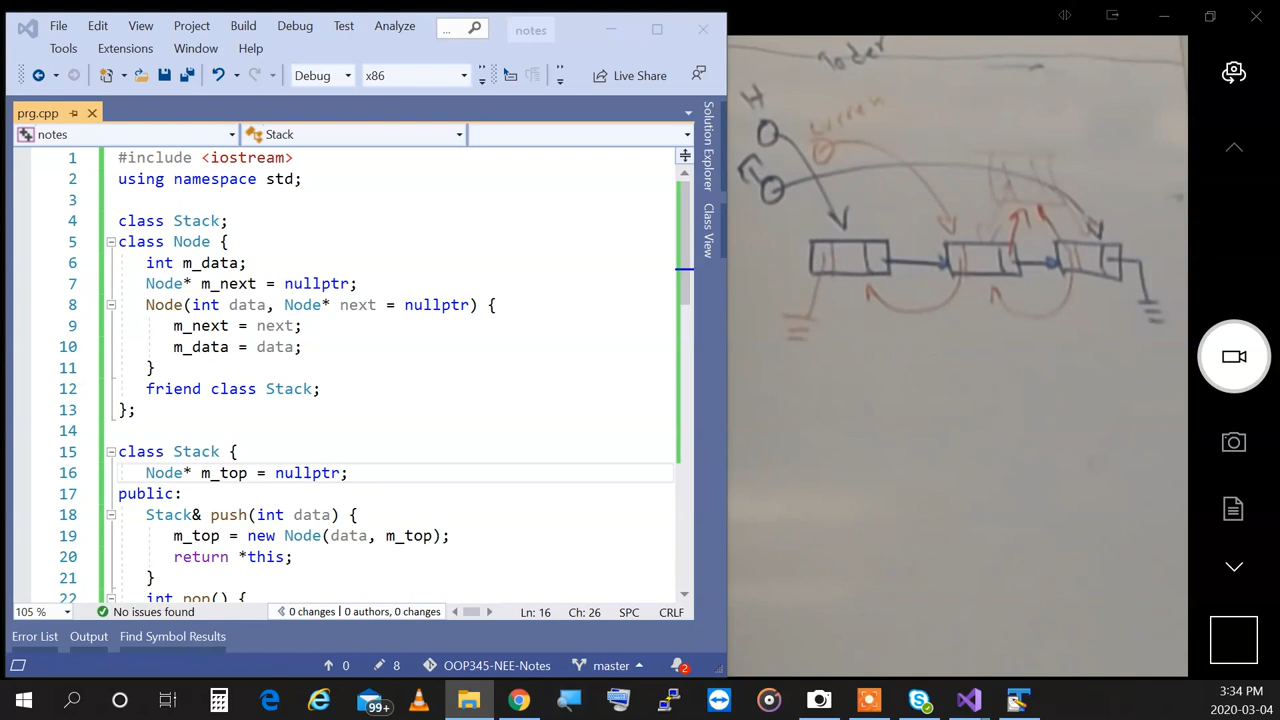 File Edit View Project Build Debug Test Analyze ... notes
Tools Extensions Window Help
Debug x86 Live Share
prg.cpp
notes Stack
1 #include <iostream>
2 using namespace std;
3
4 class Stack;
5 class Node {
6 int m_data;
7 Node* m_next = nullptr;
8 Node(int data, Node* next = nullptr) {
9 m_next = next;
10 m_data = data;
11 }
12 friend class Stack;
13 };
14
15 class Stack {
16 Node* m_top = nullptr;
17 public:
18 Stack& push(int data) {
19 m_top = new Node(data, m_top);
20 return *this;
21 }
22 int pop() {
Solution Explorer
Class View
105 % No issues found 0 changes | 0 authors, 0 changes Ln: 16 Ch: 26 SPC CRLF
Error List Output Find Symbol Results
0 8 OOP345-NEE-Notes master 2
H
99+
3:34 PM
2020-03-04